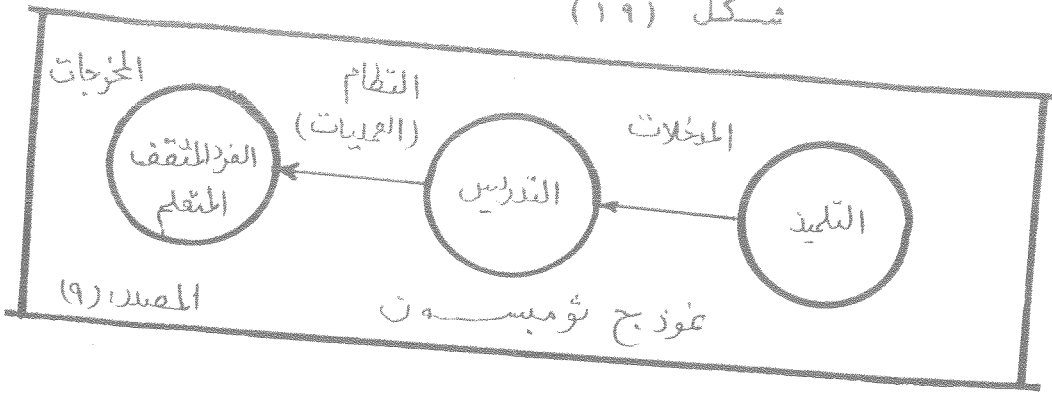 شكل (١٩)
المدخلات
التلميذ
النظام
(العمليات)
التدريس
المخرجات
الفرد المثقف
المتعلم
نموذج ثومبسون
المصدر: (٩)